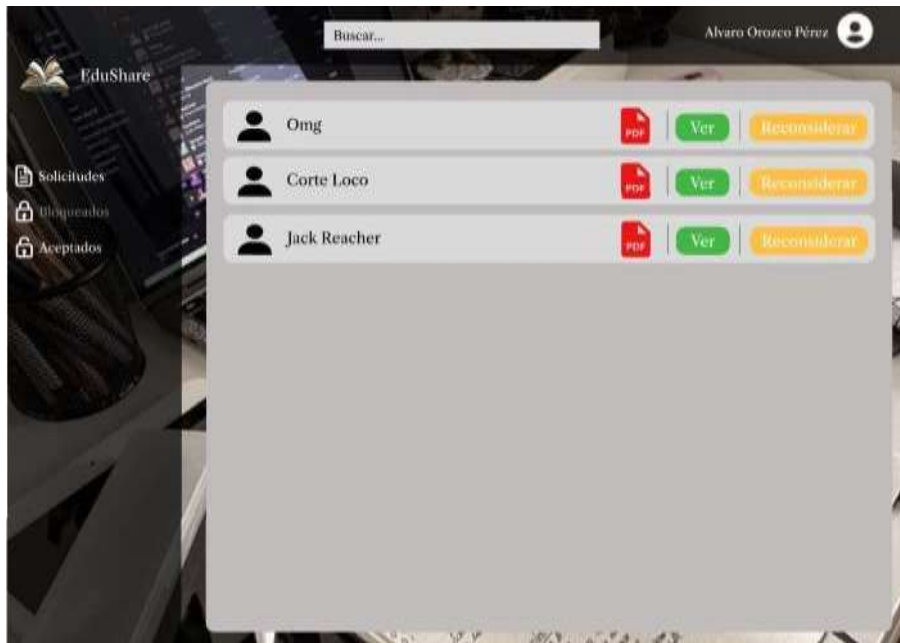 Buscar...
Alvaro Orozco Pérez
EduShare
Solicitudes
Bloqueados
Aceptados
Omg
PDF
Ver
Reconsiderar
Corte Loco
PDF
Ver
Reconsiderar
Jack Reacher
PDF
Ver
Reconsiderar